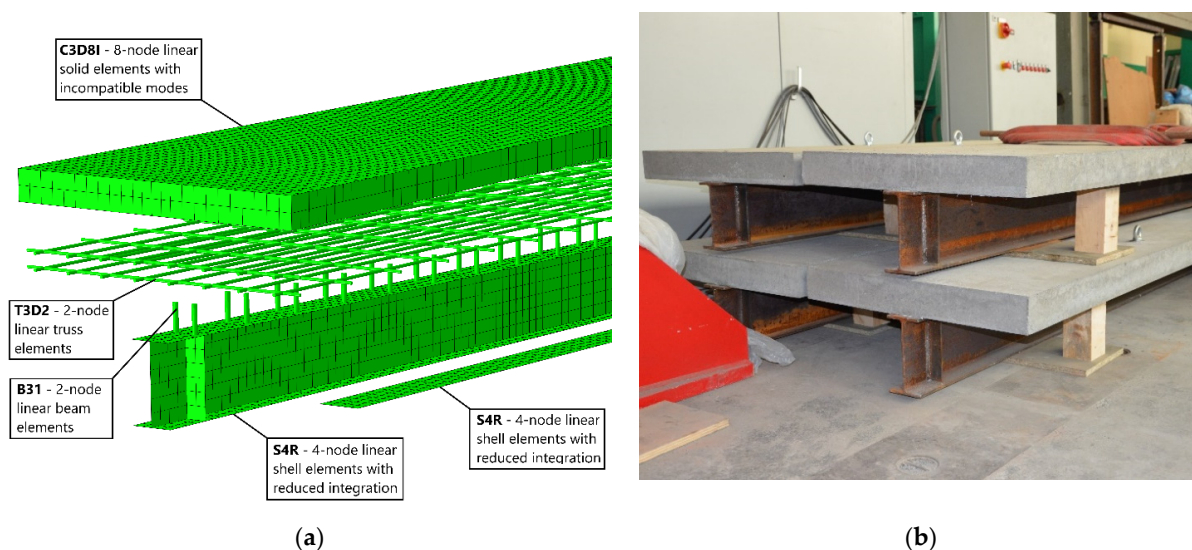 C3D8I - 8-node linear
solid elements with
incompatible modes
T3D2 - 2-node
linear truss
elements
B31 - 2-node
linear beam
elements
S4R - 4-node linear
shell elements with
reduced integration
S4R - 4-node linear
shell elements with
reduced integration
(a)
(b)